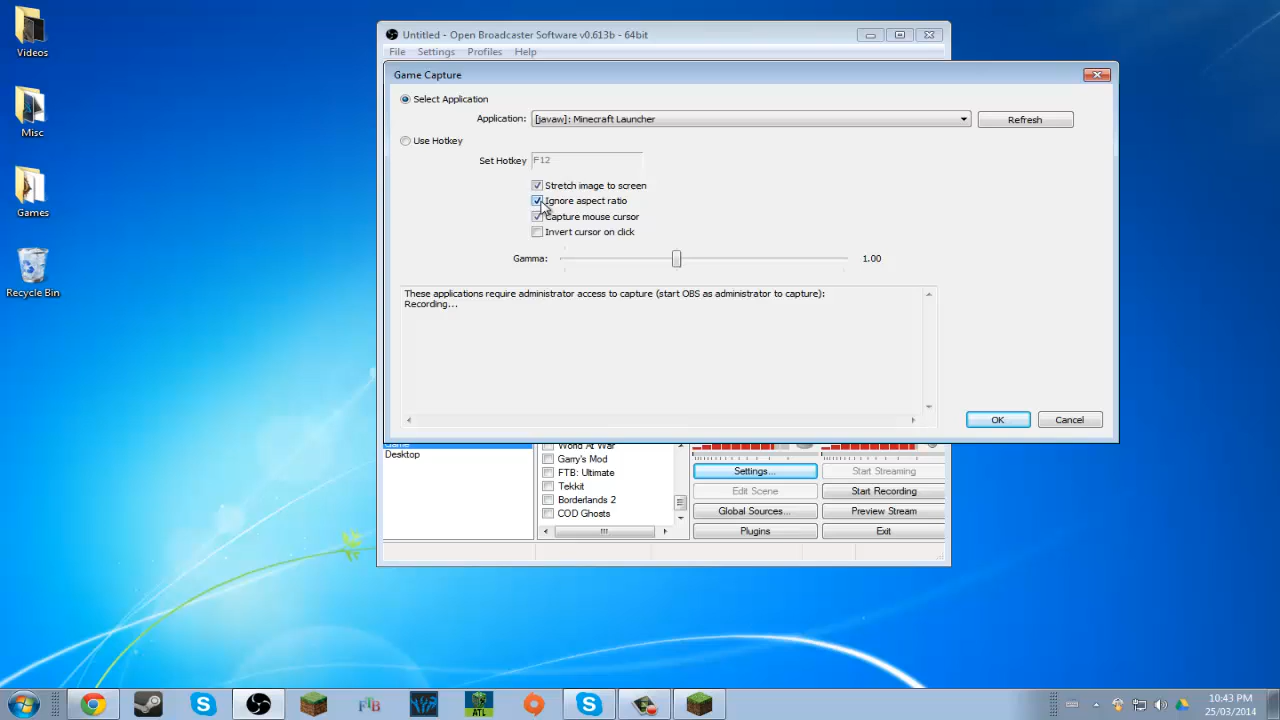 Videos
Misc
Games
Recycle Bin
Untitled - Open Broadcaster Software v0.613b - 64bit
File Settings Profiles Help
Game Capture
Select Application
Application: [javaw]: Minecraft Launcher Refresh
Use Hotkey
Set Hotkey F12
Stretch image to screen
Ignore aspect ratio
Capture mouse cursor
Invert cursor on click
Gamma: 1.00
These applications require administrator access to capture (start OBS as administrator to capture):
Recording...
OK Cancel
Desktop
World At War
Garry's Mod
FTB: Ultimate
Tekkit
Borderlands 2
COD Ghosts
Settings... Start Streaming
Edit Scene Start Recording
Global Sources... Preview Stream
Plugins Exit
FTB
ATL
10:43 PM
25/03/2014